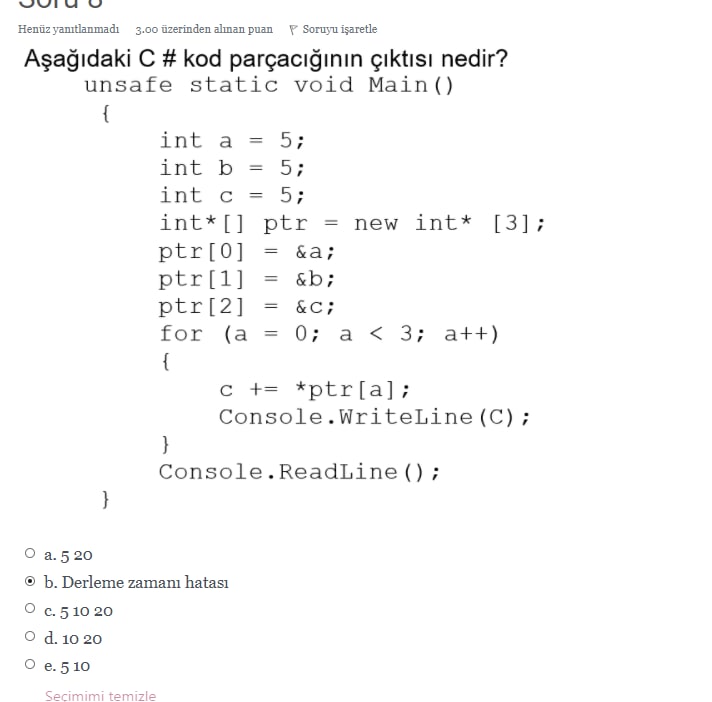 Soru 8
Henüz yanıtlanmadı 3.00 üzerinden alınan puan Soruyu işaretle
Aşağıdaki C # kod parçacığının çıktısı nedir?
unsafe static void Main()
{
int a = 5;
int b = 5;
int c = 5;
int*[] ptr = new int* [3];
ptr[0] = &a;
ptr[1] = &b;
ptr[2] = &c;
for (a = 0; a < 3; a++)
{
c += *ptr[a];
Console.WriteLine(C);
}
Console.ReadLine();
}
a. 5 20
b. Derleme zamanı hatası
c. 5 10 20
d. 10 20
e. 5 10
Seçimimi temizle